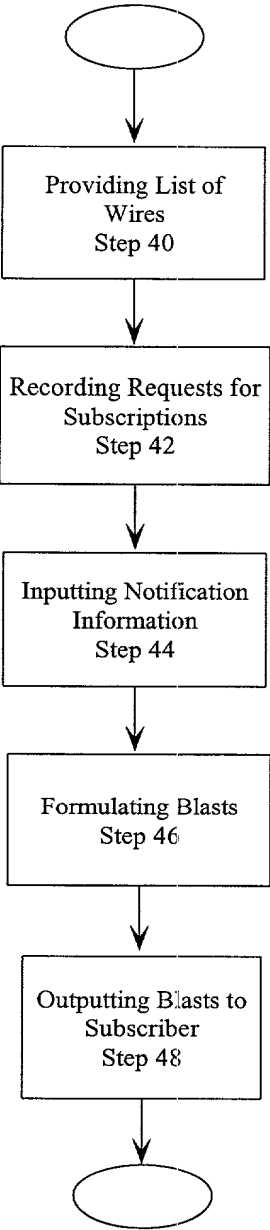 Providing List of
Wires
Step 40
Recording Requests for
Subscriptions
Step 42
Inputting Notification
Information
Step 44
Formulating Blasts
Step 46
Outputting Blasts to
Subscriber
Step 48